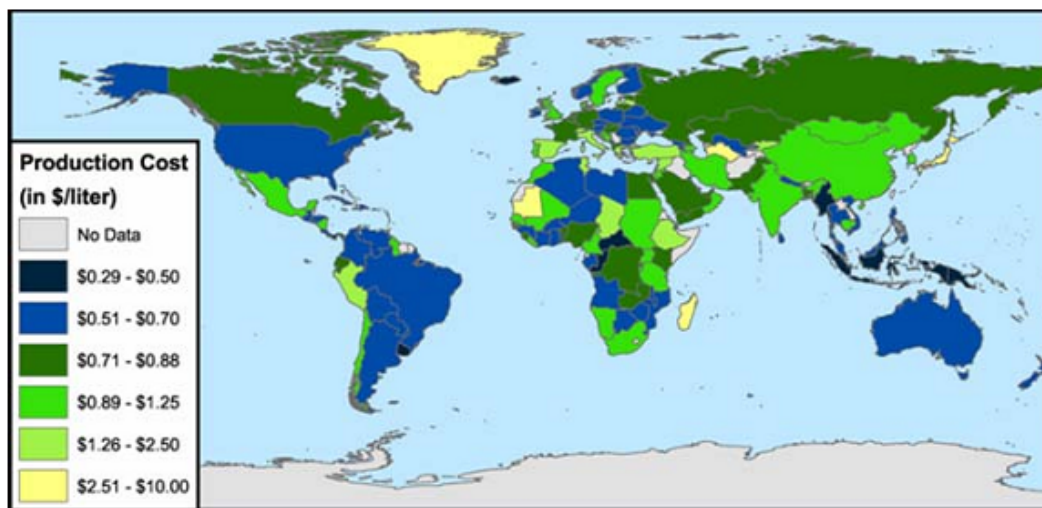 Production Cost
(in $/liter)
No Data
$0.29 - $0.50
$0.51 - $0.70
$0.71 - $0.88
$0.89 - $1.25
$1.26 - $2.50
$2.51 - $10.00